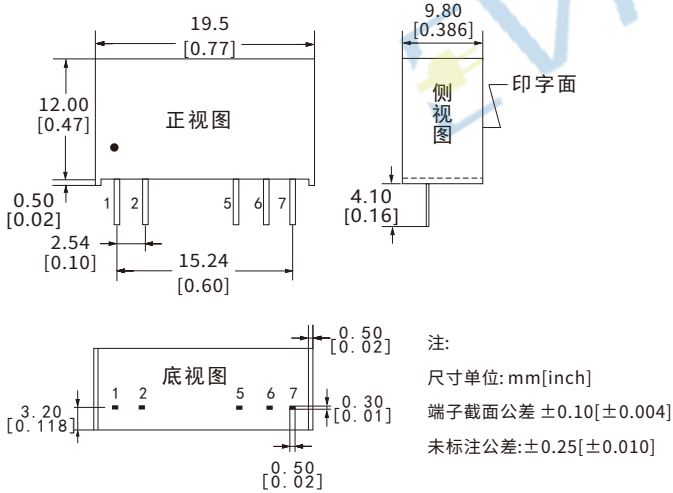 19.5
[0.77]
12.00
[0.47]
正视图
0.50
[0.02]
1 2 5 6 7
2.54
[0.10]
15.24
[0.60]
9.80
[0.386]
侧视图
印字面
4.10
[0.16]
0.50
[0.02]
底视图
1 2 5 6 7
3.20
[0.118]
0.30
[0.01]
0.50
[0.02]
注:
尺寸单位: mm[inch]
端子截面公差 ±0.10[±0.004]
未标注公差:±0.25[±0.010]